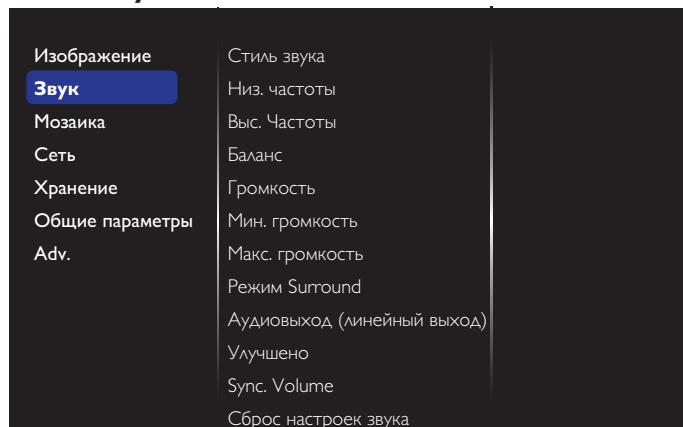 Изображение
Звук
Мозаика
Сеть
Хранение
Общие параметры
Adv.
Стиль звука
Низ. частоты
Выс. Частоты
Баланс
Громкость
Мин. громкость
Макс. громкость
Режим Surround
Аудиовыход (линейный выход)
Улучшено
Sync. Volume
Сброс настроек звука